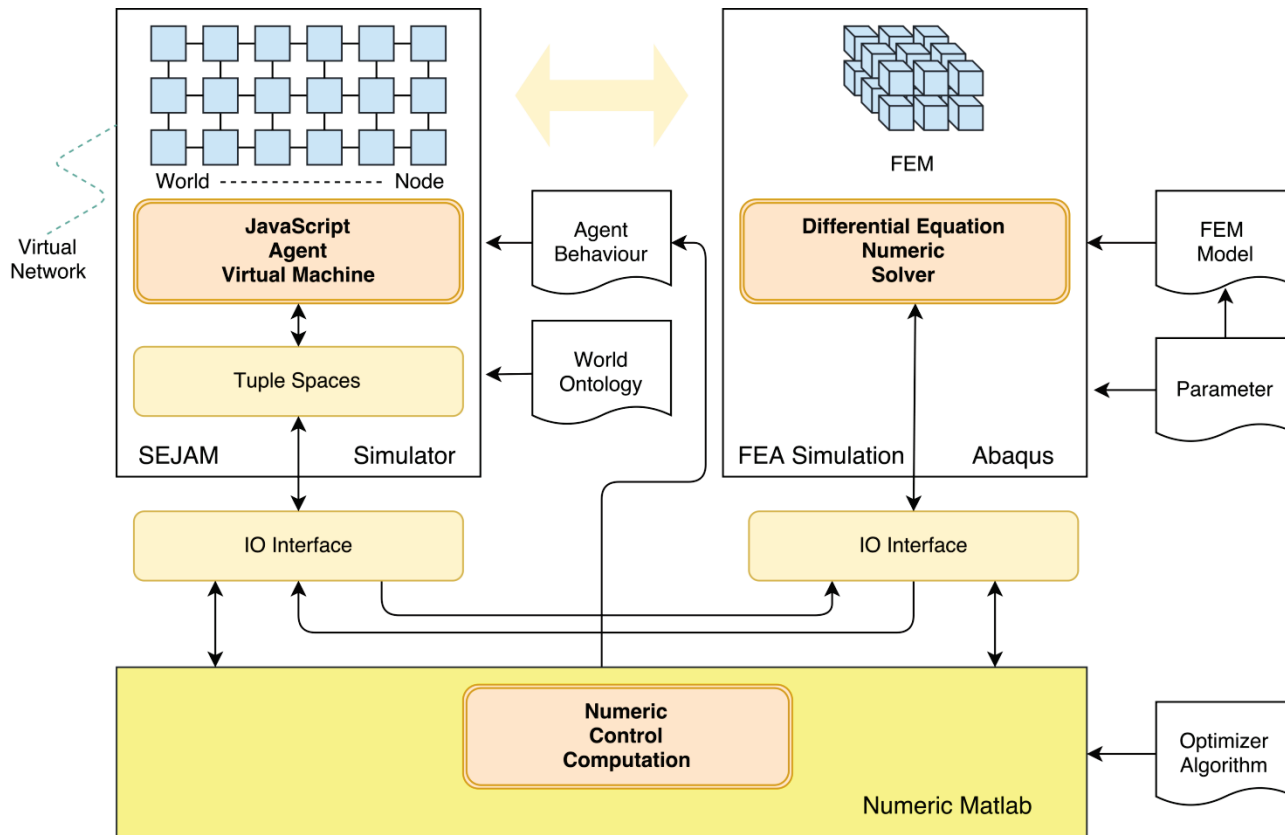 World
Node
FEM
Virtual
Network
JavaScript
Agent
Virtual Machine
Agent
Behaviour
Differential Equation
Numeric
Solver
FEM
Model
Tuple Spaces
World
Ontology
Parameter
SEJAM
Simulator
FEA Simulation
Abaqus
IO Interface
IO Interface
Numeric
Control
Computation
Optimizer
Algorithm
Numeric Matlab